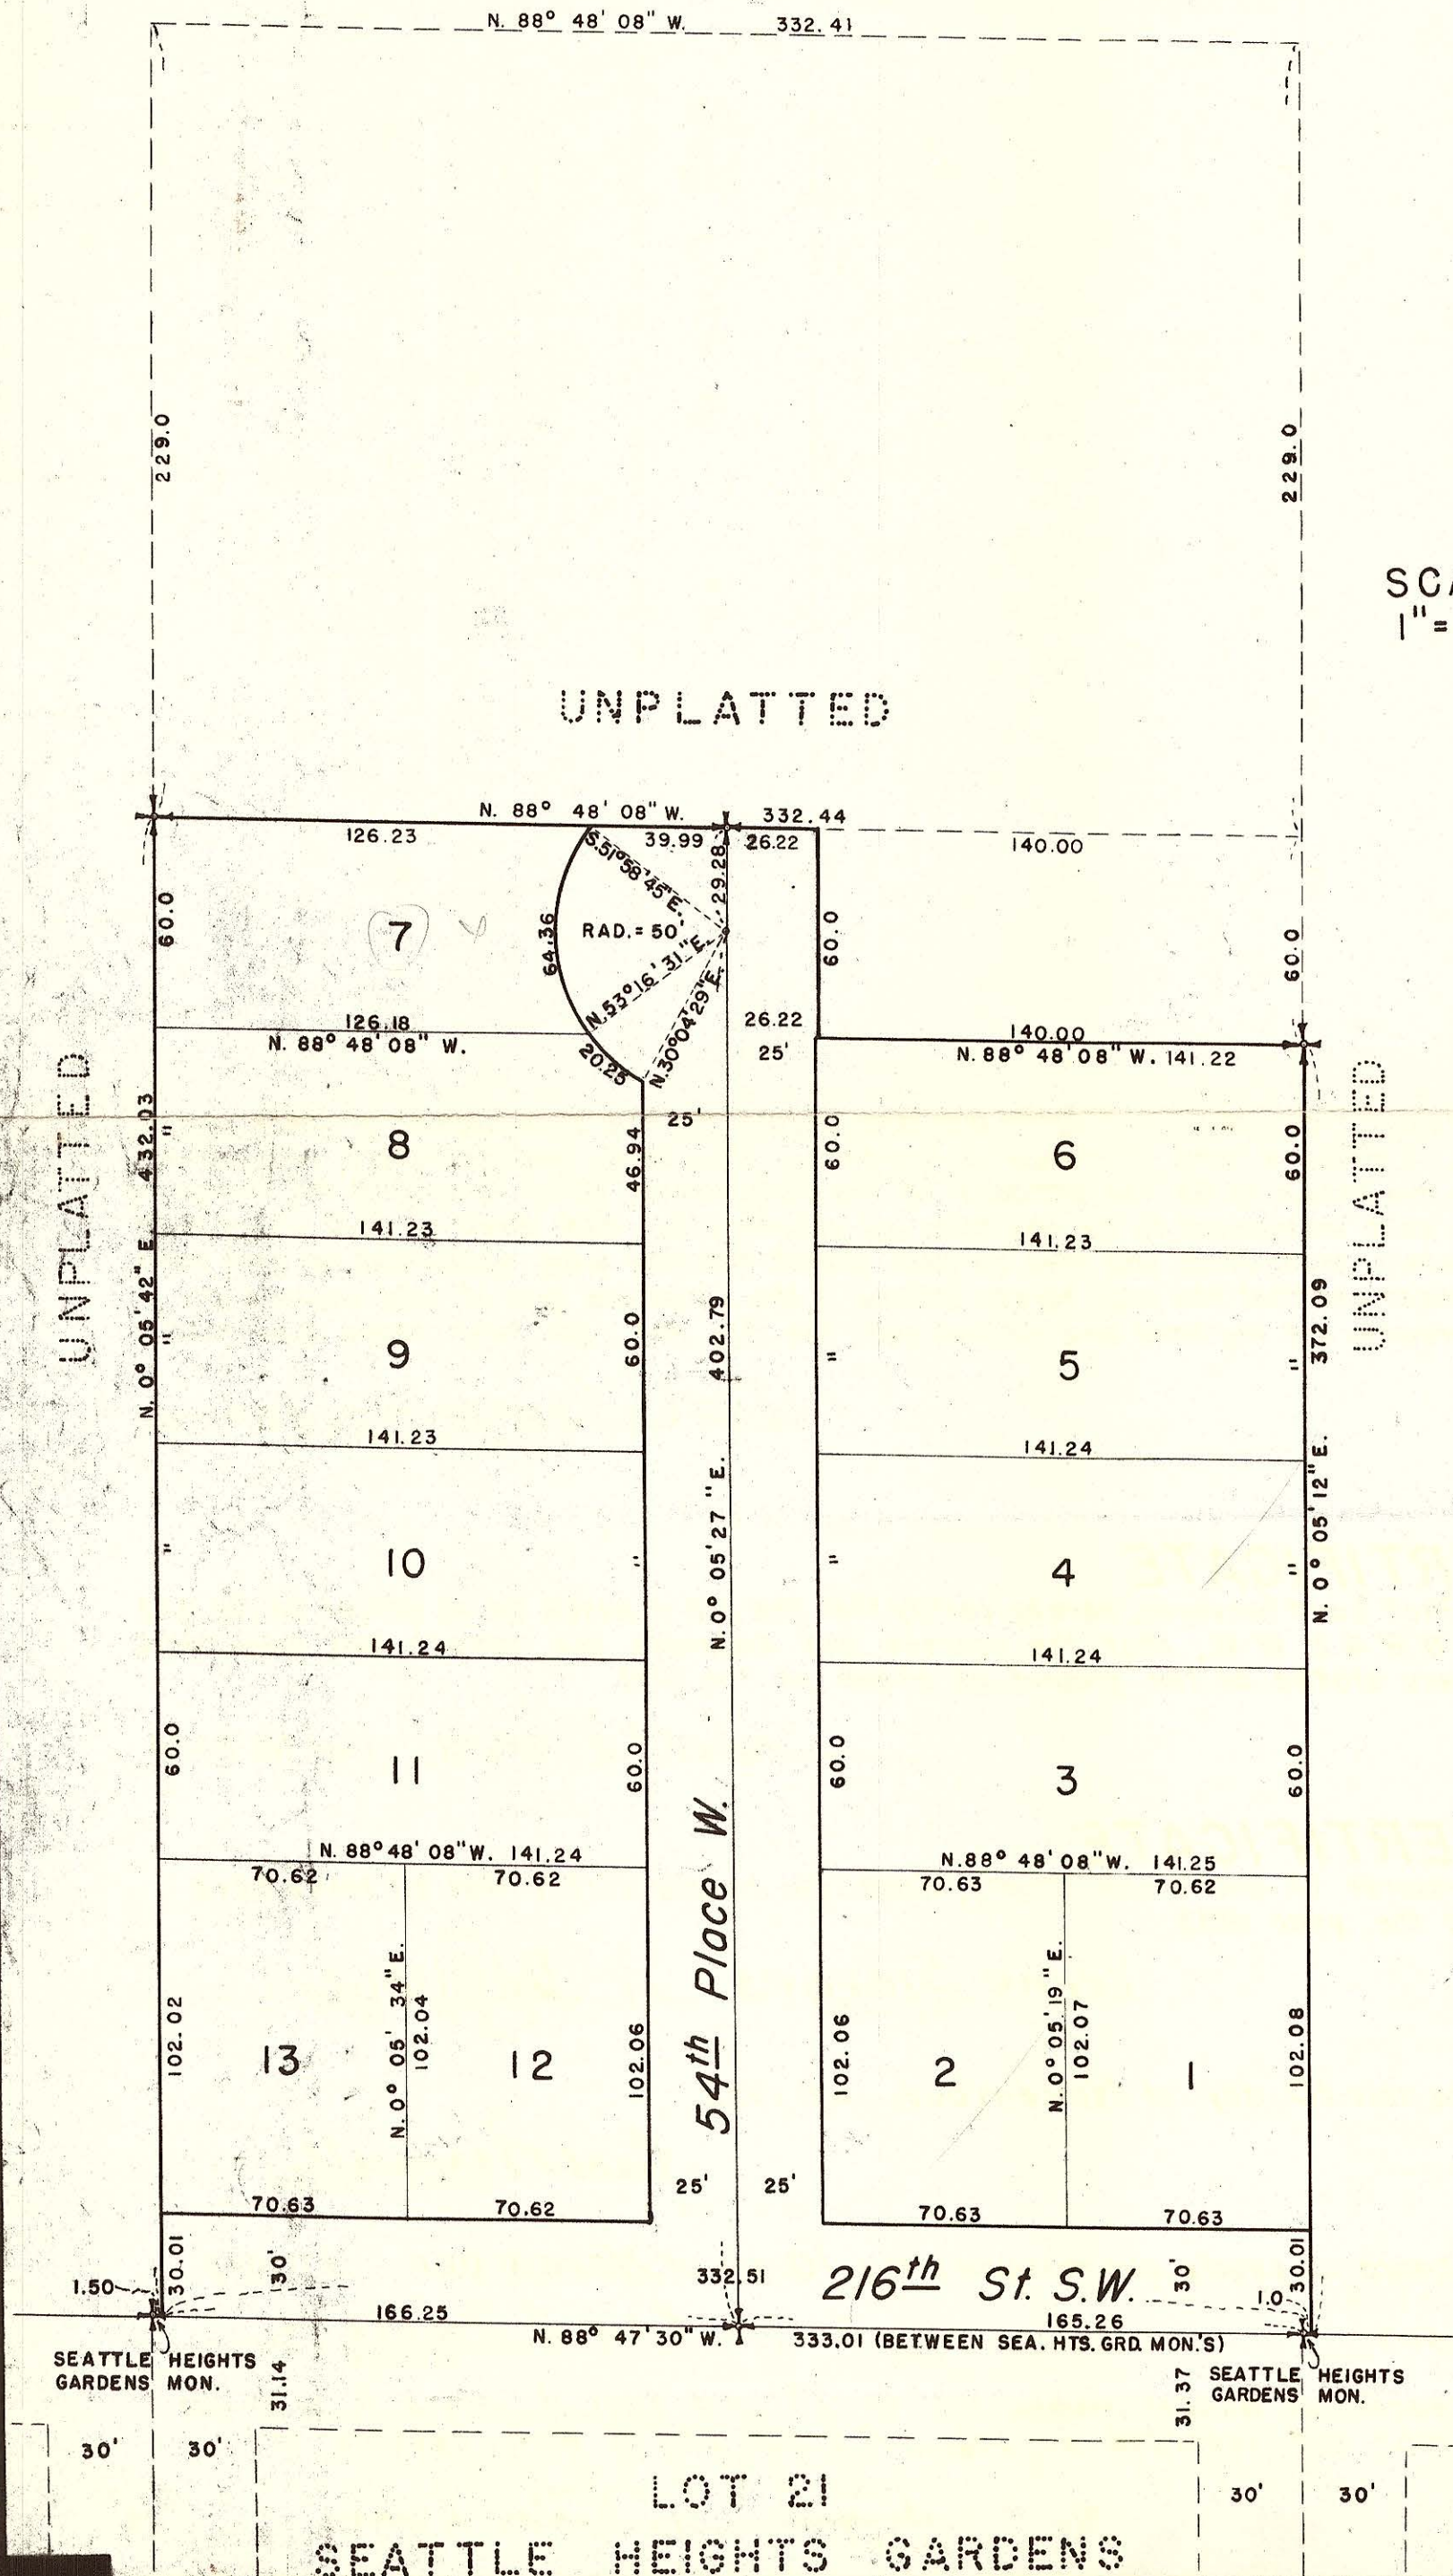 N. 88° 48' 08" W. 332.41
229.0
229.0
SCA
1"=
UNPLATTED
N. 88° 48' 08" W. 332.44
126.23
39.99
26.22
140.00
S.51°58'45"E.
29.28
60.0
7
64.36
RAD.= 50'
60.0
60.0
N.53°16'31"E.
N.30°04'29"E.
126.18
N. 88° 48' 08" W.
20.25
26.22
25'
140.00
N. 88° 48' 08" W. 141.22
UNPLATTED
N. 0° 05' 42" E. 432.03
"
8
46.94
25'
60.0
6
60.0
UNPLATTED
141.23
141.23
"
9
60.0
402.79
"
5
"
372.09
141.23
141.24
"
10
"
N. 0° 05' 27" E.
"
4
"
N. 0° 05' 12" E.
141.24
141.24
60.0
11
60.0
60.0
3
60.0
N. 88° 48' 08" W. 141.24
70.62
70.62
N. 88° 48' 08" W. 141.25
70.63
70.62
54th Place W.
102.02
13
N. 0° 05' 34" E.
102.04
12
102.06
102.06
2
N. 0° 05' 19" E.
102.07
1
102.08
25'
25'
70.63
70.62
70.63
70.63
1.50
30.01
30'
332.51
216th St. S.W.
30'
1.0
30.01
166.25
165.26
N. 88° 47' 30" W.
333.01 (BETWEEN SEA. HTS. GRD. MON.'S)
SEATTLE HEIGHTS
GARDENS MON.
31.14
31.37
SEATTLE HEIGHTS
GARDENS MON.
30'
30'
30'
30'
LOT 21
SEATTLE HEIGHTS GARDENS